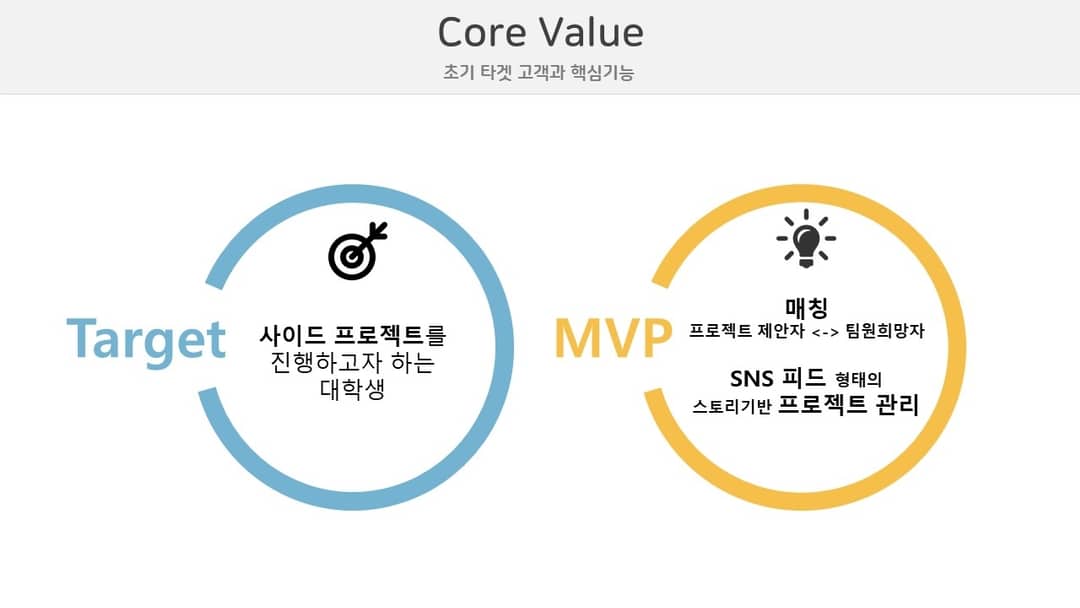 Core Value
초기 타겟 고객과 핵심기능
Target
사이드 프로젝트를
진행하고자 하는
대학생
MVP
매칭
프로젝트 제안자 <-> 팀원희망자
SNS 피드 형태의
스토리기반 프로젝트 관리